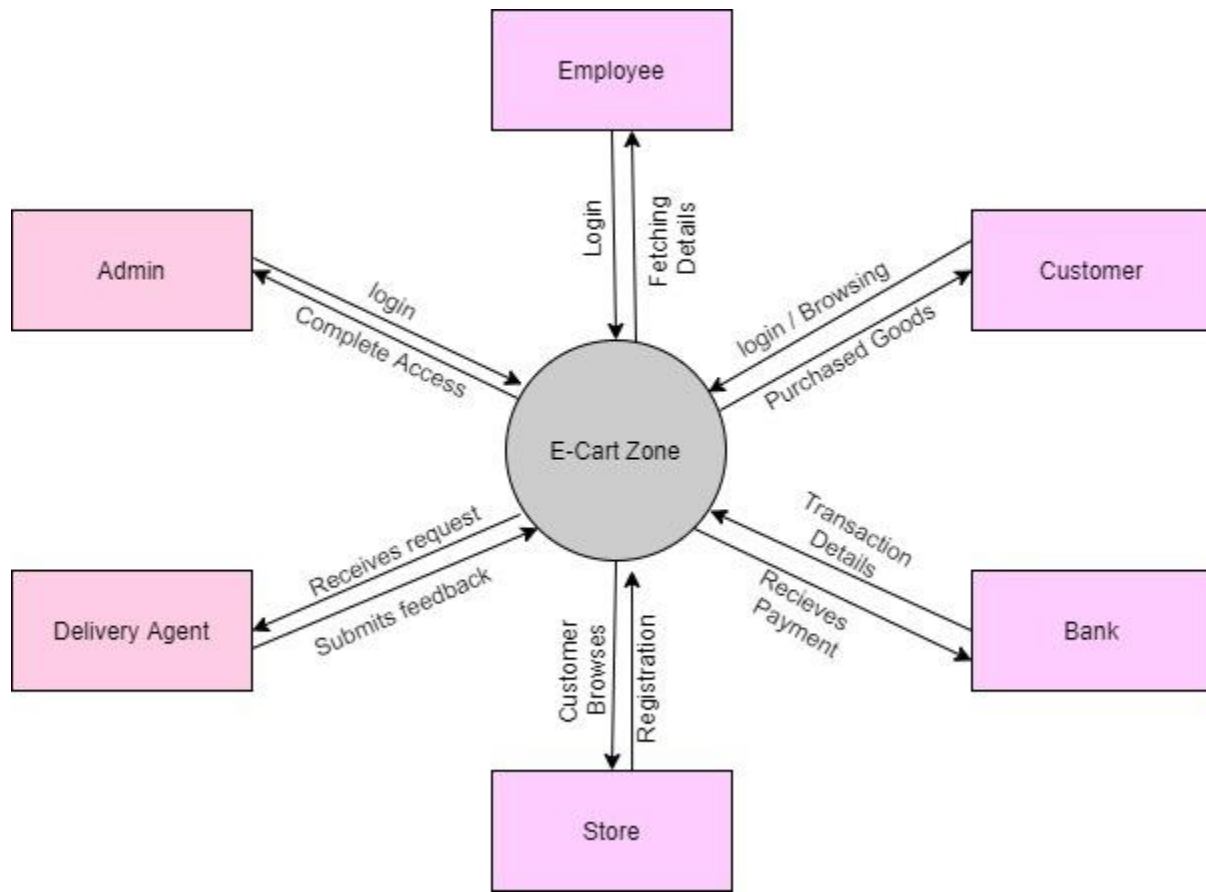 Employee
Login
Fetching
Details
Admin
login
Complete Access
Customer
login / Browsing
Purchased Goods
E-Cart Zone
Receives request
Submits feedback
Delivery Agent
Transaction
Details
Recieves
Payment
Bank
Customer
Browses
Registration
Store